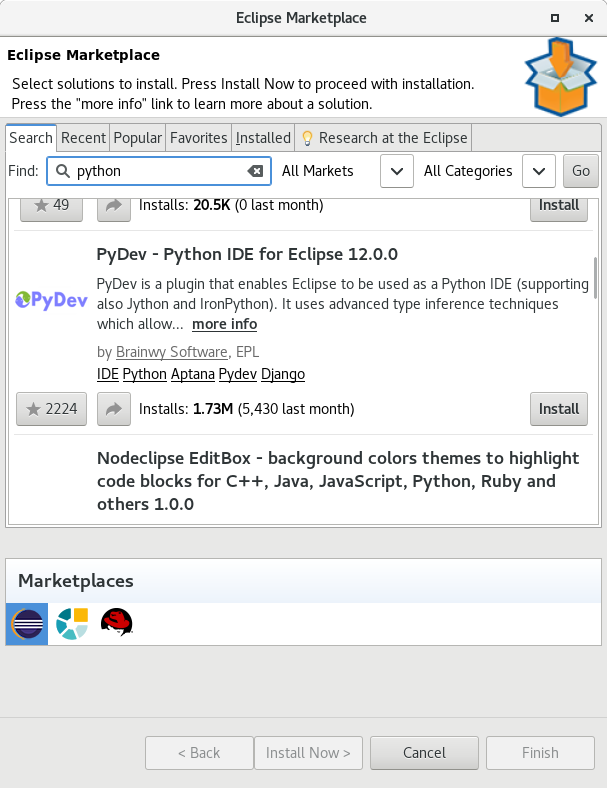 Eclipse Marketplace
Eclipse Marketplace
Select solutions to install. Press Install Now to proceed with installation.
Press the "more info" link to learn more about a solution.
Search Recent Popular Favorites Installed Research at the Eclipse
Find: python All Markets All Categories Go
49 Installs: 20.5K (0 last month) Install
PyDev - Python IDE for Eclipse 12.0.0
PyDev is a plugin that enables Eclipse to be used as a Python IDE (supporting
PyDev also Jython and IronPython). It uses advanced type inference techniques
which allow... more info
by Brainwy Software, EPL
IDE Python Aptana Pydev Django
2224 Installs: 1.73M (5,430 last month) Install
Nodeclipse EditBox - background colors themes to highlight
code blocks for C++, Java, JavaScript, Python, Ruby and
others 1.0.0
Marketplaces
< Back Install Now > Cancel Finish